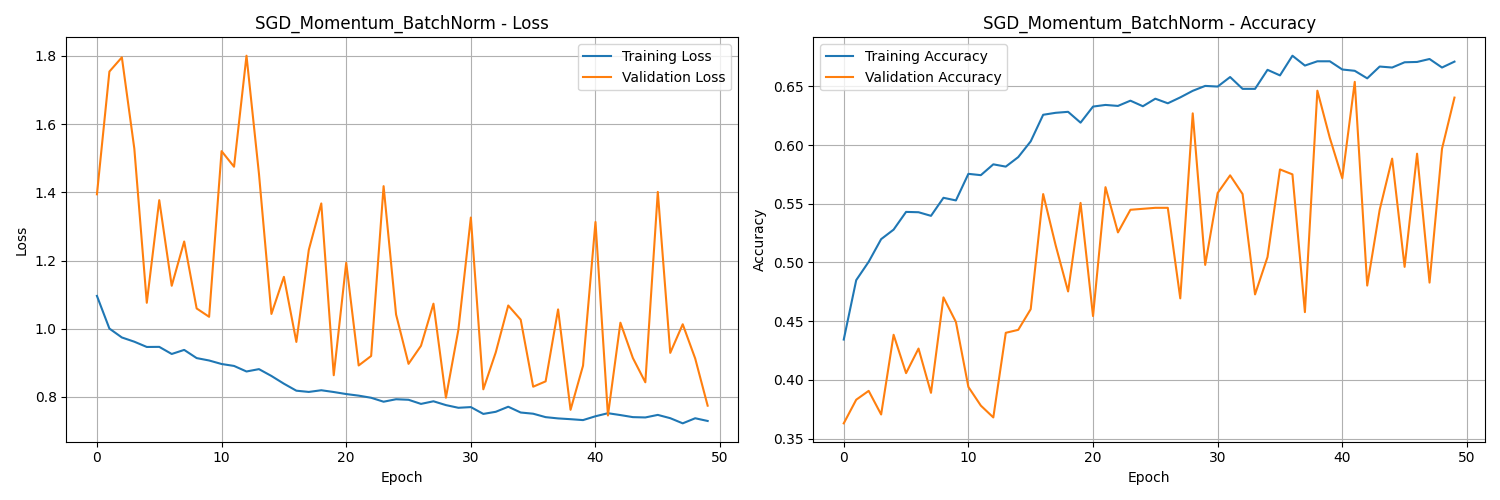 SGD_Momentum_BatchNorm - Loss
Training Loss
Validation Loss
1.8
1.6
1.4
1.2
1.0
0.8
Loss
0 10 20 30 40 50
Epoch
SGD_Momentum_BatchNorm - Accuracy
Training Accuracy
Validation Accuracy
0.65
0.60
0.55
0.50
0.45
0.40
0.35
Accuracy
0 10 20 30 40 50
Epoch